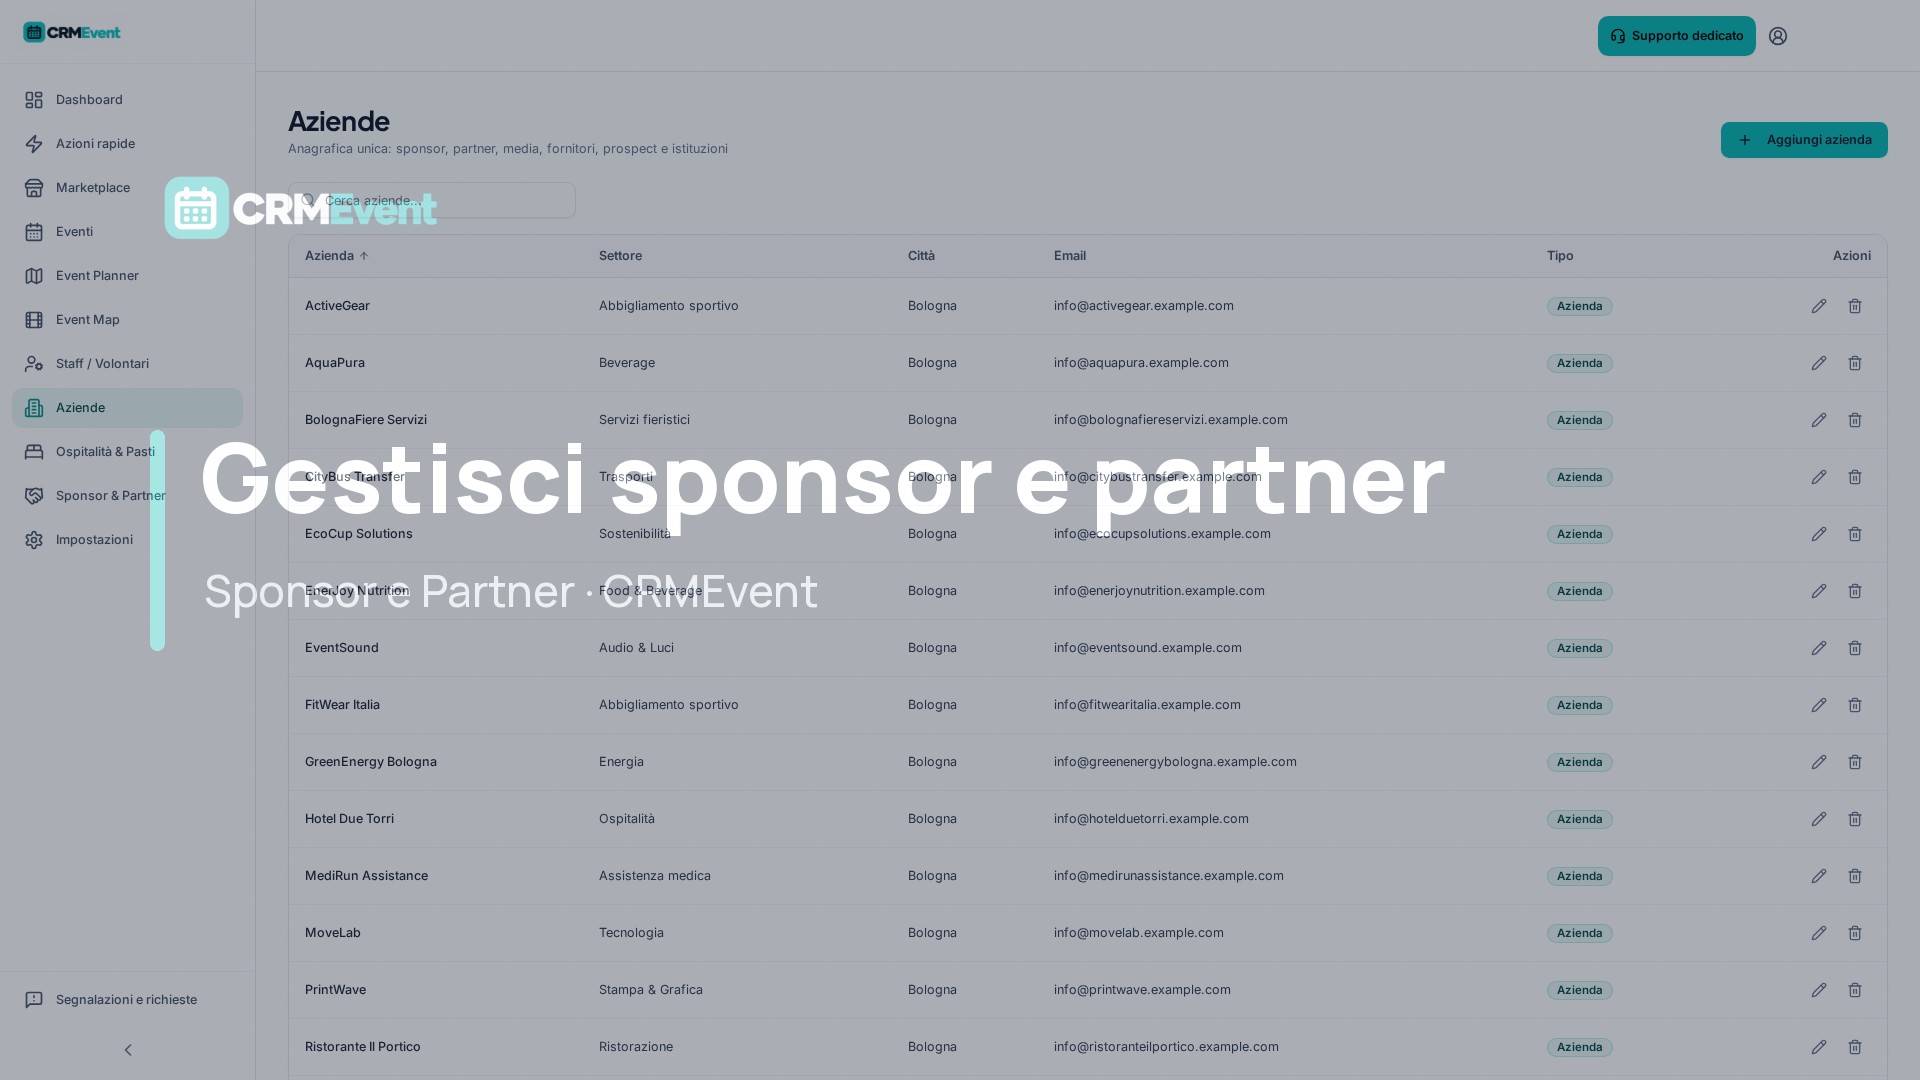 CRMEvent
Supporto dedicato
Dashboard
Azioni rapide
Marketplace
Eventi
Event Planner
Event Map
Staff / Volontari
Aziende
Ospitalità & Pasti
Sponsor & Partner
Impostazioni
Segnalazioni e richieste
Aziende
Anagrafica unica: sponsor, partner, media, fornitori, prospect e istituzioni
Aggiungi azienda
Cerca aziende...
CRMEvent
Gestisci sponsor e partner
Sponsor e Partner · CRMEvent
Azienda ↑ Settore Città Email Tipo Azioni
ActiveGear Abbigliamento sportivo Bologna info@activegear.example.com Azienda
AquaPura Beverage Bologna info@aquapura.example.com Azienda
BolognaFiere Servizi Servizi fieristici Bologna info@bolognafiereservizi.example.com Azienda
CityBus Transfer Trasporti Bologna info@citybustransfer.example.com Azienda
EcoCup Solutions Sostenibilità Bologna info@ecocupsolutions.example.com Azienda
EnerJoy Nutrition Food & Beverage Bologna info@enerjoynutrition.example.com Azienda
EventSound Audio & Luci Bologna info@eventsound.example.com Azienda
FitWear Italia Abbigliamento sportivo Bologna info@fitwearitalia.example.com Azienda
GreenEnergy Bologna Energia Bologna info@greenenergybologna.example.com Azienda
Hotel Due Torri Ospitalità Bologna info@hotelduetorri.example.com Azienda
MediRun Assistance Assistenza medica Bologna info@medirunassistance.example.com Azienda
MoveLab Tecnologia Bologna info@movelab.example.com Azienda
PrintWave Stampa & Grafica Bologna info@printwave.example.com Azienda
Ristorante Il Portico Ristorazione Bologna info@ristoranteilportico.example.com Azienda